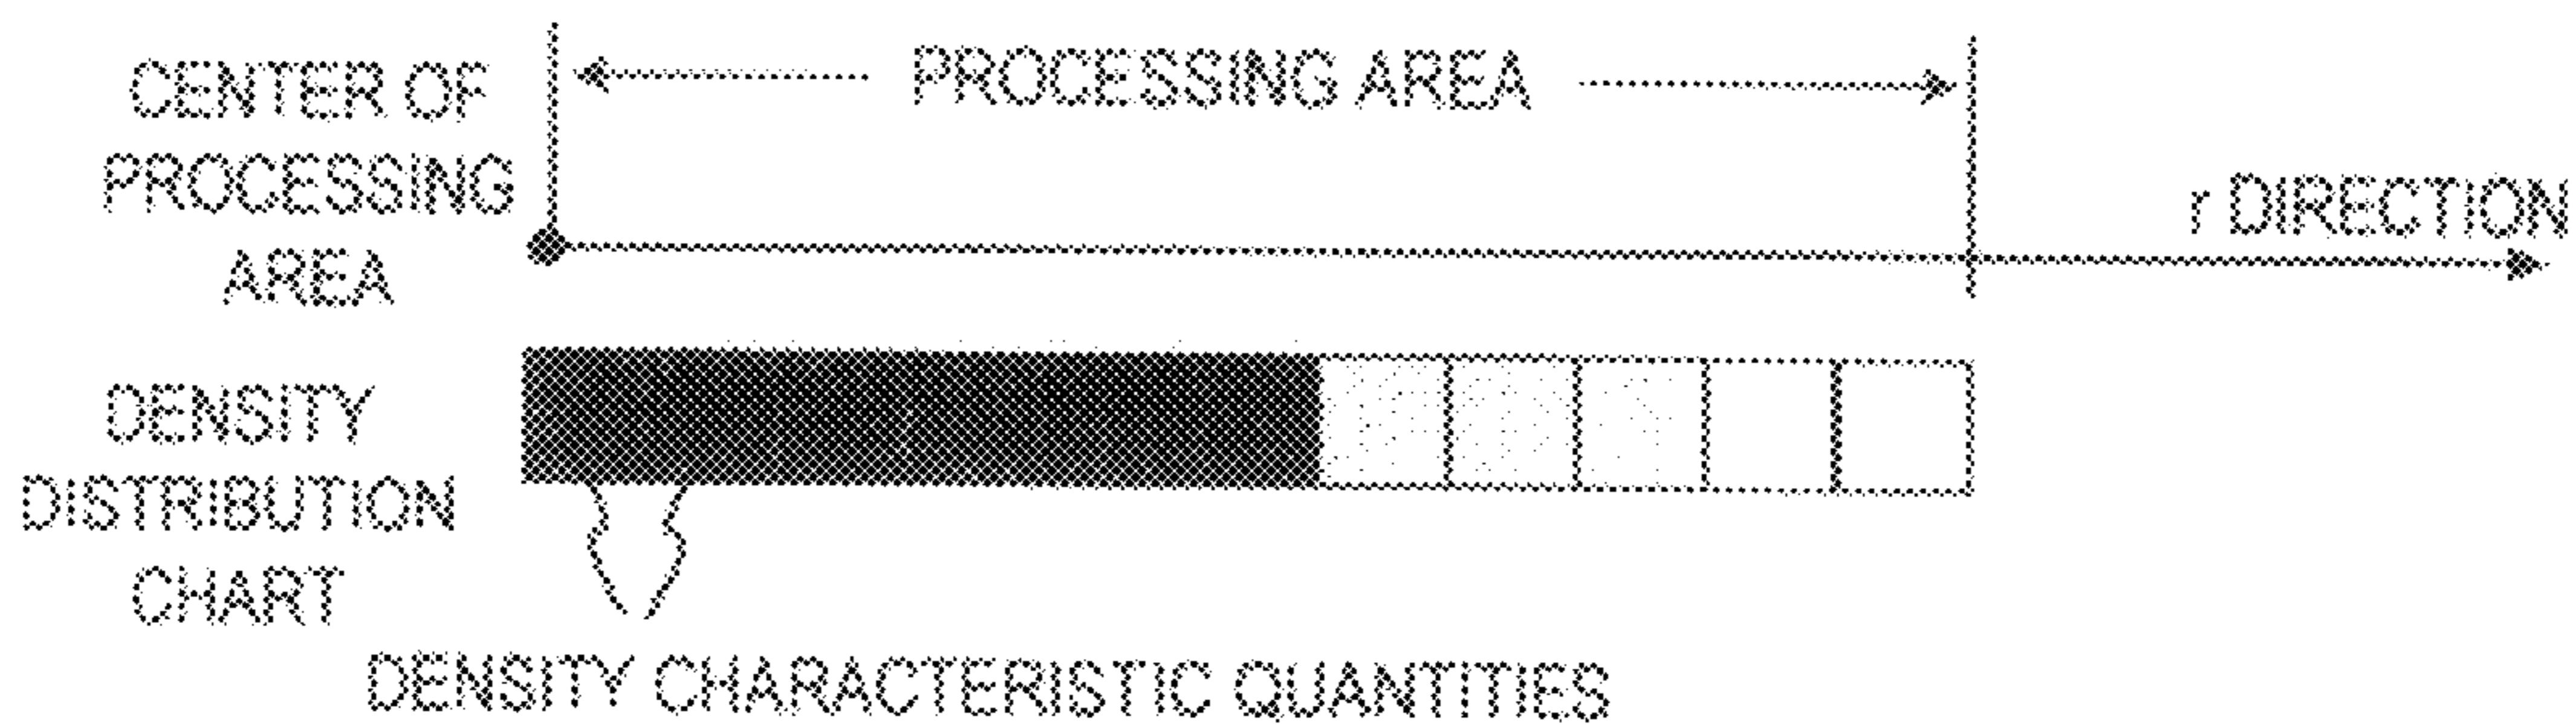 CENTER OF
PROCESSING
AREA
PROCESSING AREA
r DIRECTION
DENSITY
DISTRIBUTION
CHART
DENSITY CHARACTERISTIC QUANTITIES